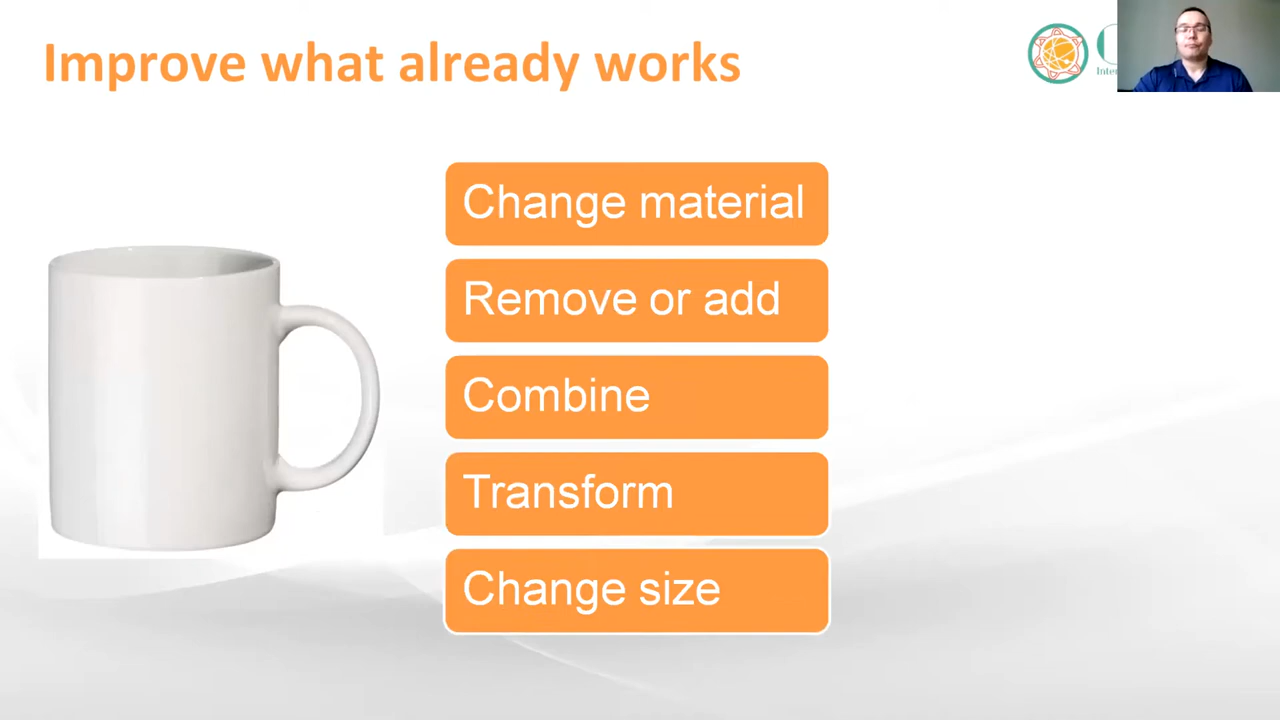 Improve what already works
Change material
Remove or add
Combine
Transform
Change size